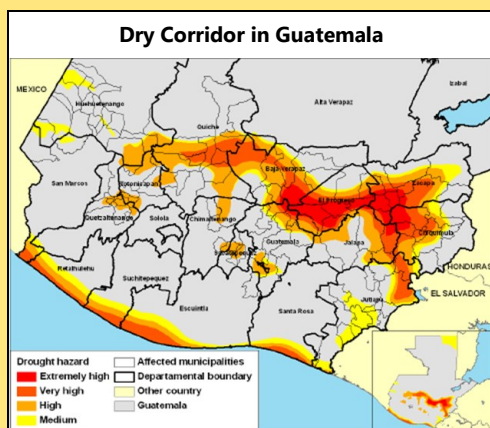 Dry Corridor in Guatemala
MEXICO
Izabal
Huehuetenango
Alta Verapaz
Quiche
Baja Verapaz
Zacapa
San Marcos
Totonicapan
El Progreso
Quetzaltenango
Solola
Chimaltenango
Guatemala
Jalapa
Chiquimula
Sacatepequez
HONDURAS
Retalhuleu
Suchitepequez
EL SALVADOR
Escuintla
Santa Rosa
Jutiapa
Drought hazard
Extremely high
Very high
High
Medium
Affected municipalities
Departamental boundary
Other country
Guatemala